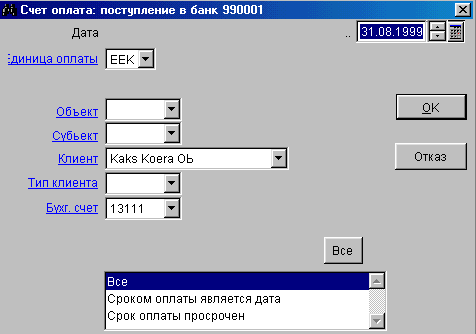 Счет оплата: поступление в банк 990001
Дата .. 31.08.1999
Единица оплаты EEK
Объект
OK
Субъект
Клиент Kaks Koera OЬ
Отказ
Тип клиента
Бухг. счет 13111
Все
Все
Сроком оплаты является дата
Срок оплаты просрочен